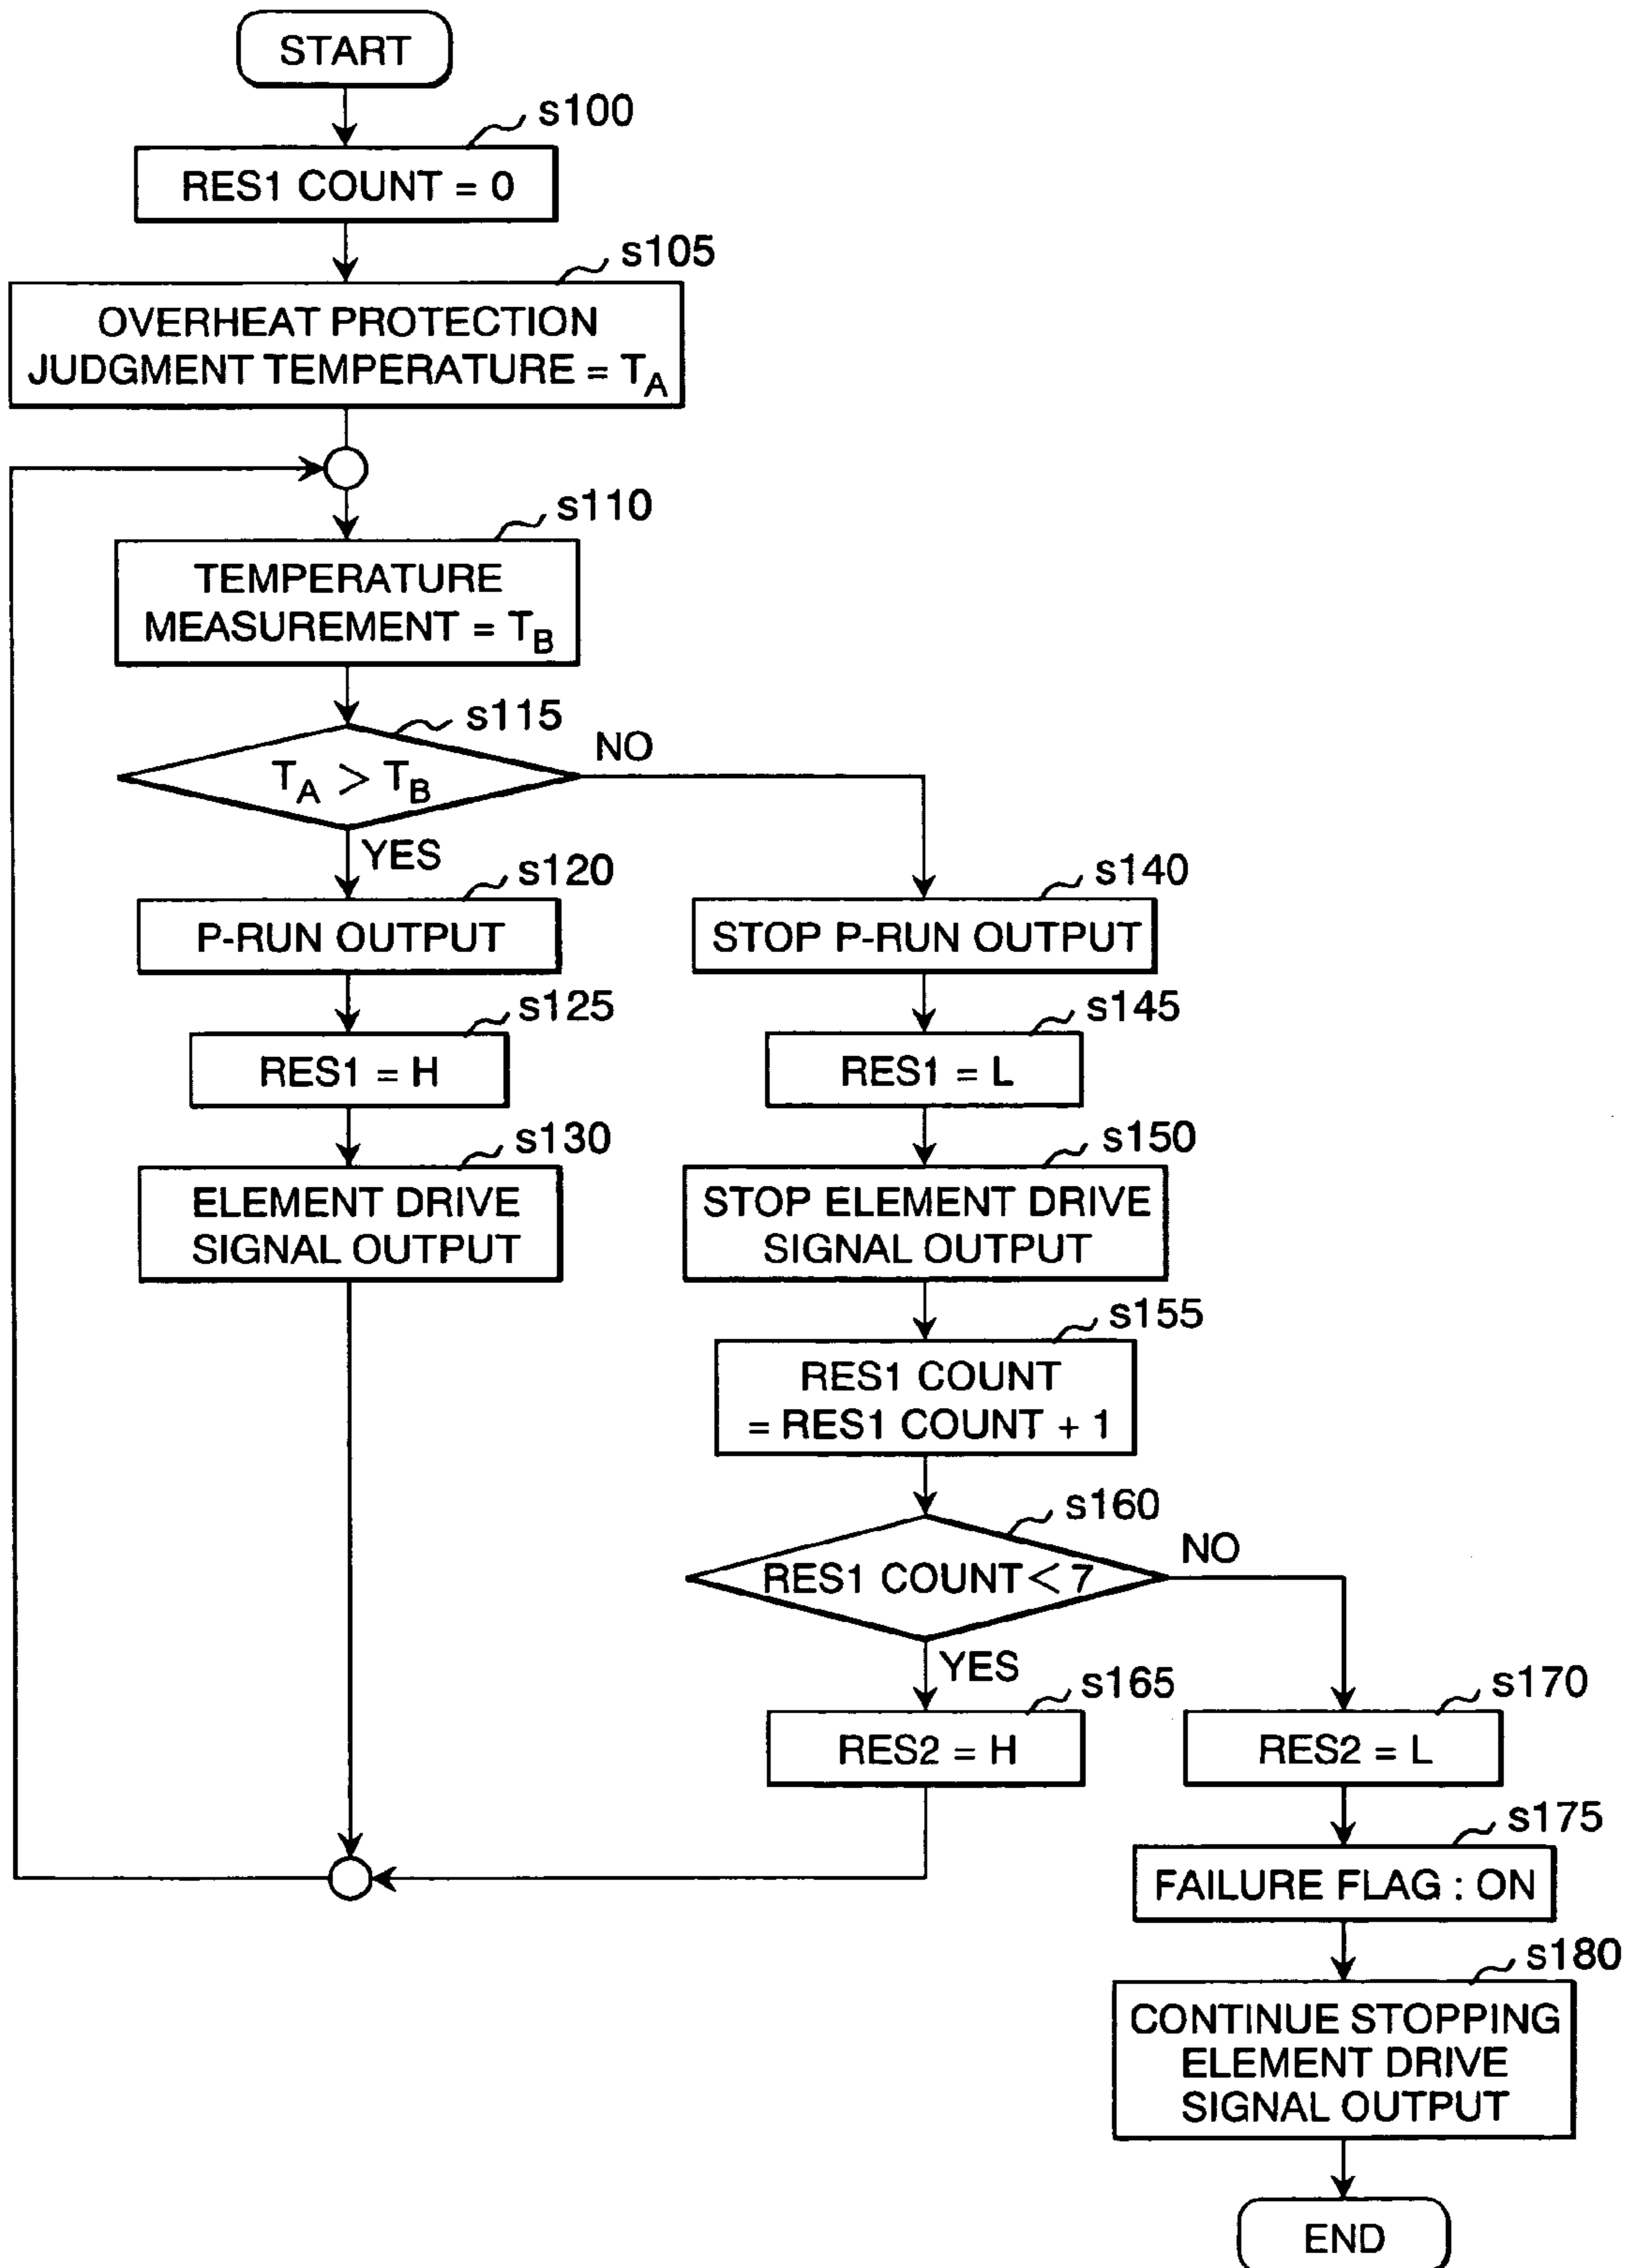 START
s100
RES1 COUNT = 0
s105
OVERHEAT PROTECTION
JUDGMENT TEMPERATURE = TA
s110
TEMPERATURE
MEASUREMENT = TB
s115
TA > TB
NO
YES
s120
P-RUN OUTPUT
s125
RES1 = H
s130
ELEMENT DRIVE
SIGNAL OUTPUT
s140
STOP P-RUN OUTPUT
s145
RES1 = L
s150
STOP ELEMENT DRIVE
SIGNAL OUTPUT
s155
RES1 COUNT
= RES1 COUNT + 1
s160
RES1 COUNT < 7
NO
YES
s165
RES2 = H
s170
RES2 = L
s175
FAILURE FLAG : ON
s180
CONTINUE STOPPING
ELEMENT DRIVE
SIGNAL OUTPUT
END